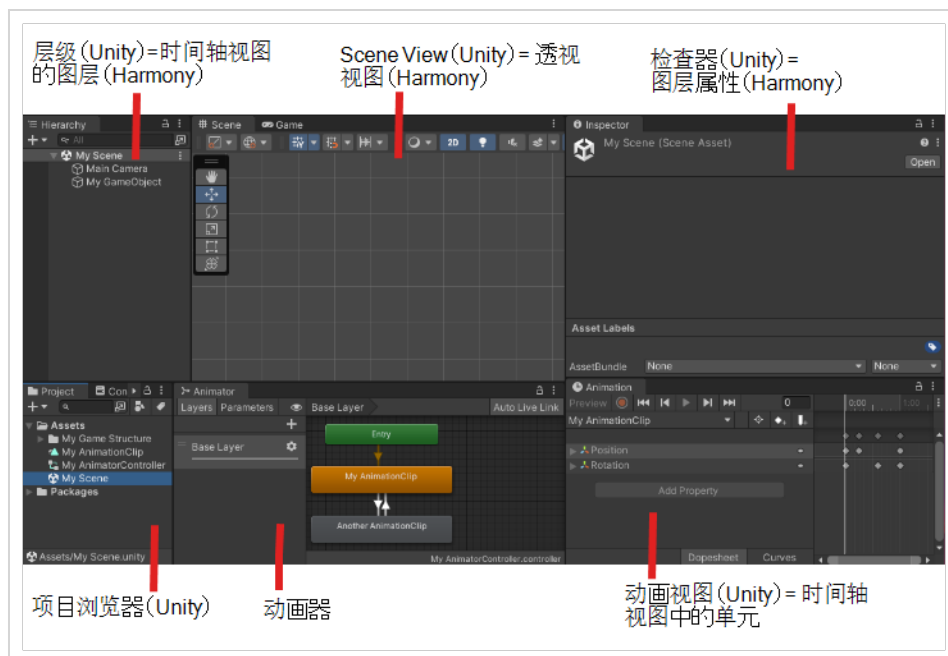 层级(Unity)=时间轴视图
的图层(Harmony)
Scene View(Unity)= 透视
视图(Harmony)
检查器(Unity)=
图层属性(Harmony)
Hierarchy
All
My Scene
Main Camera
My GameObject
Scene
Game
2D
Inspector
My Scene (Scene Asset)
Open
Asset Labels
AssetBundle
None
None
Project
Con
Assets
My Game Structure
My AnimationClip
My AnimatorController
My Scene
Packages
Assets/My Scene.unity
Animator
Layers
Parameters
Base Layer
Auto Live Link
Base Layer
Entry
My AnimationClip
Another AnimationClip
My AnimatorController.controller
Animation
Preview
0
0:00
1:00
My AnimationClip
Position
Rotation
Add Property
Dopesheet
Curves
项目浏览器(Unity)
动画器
动画视图(Unity)= 时间轴
视图中的单元